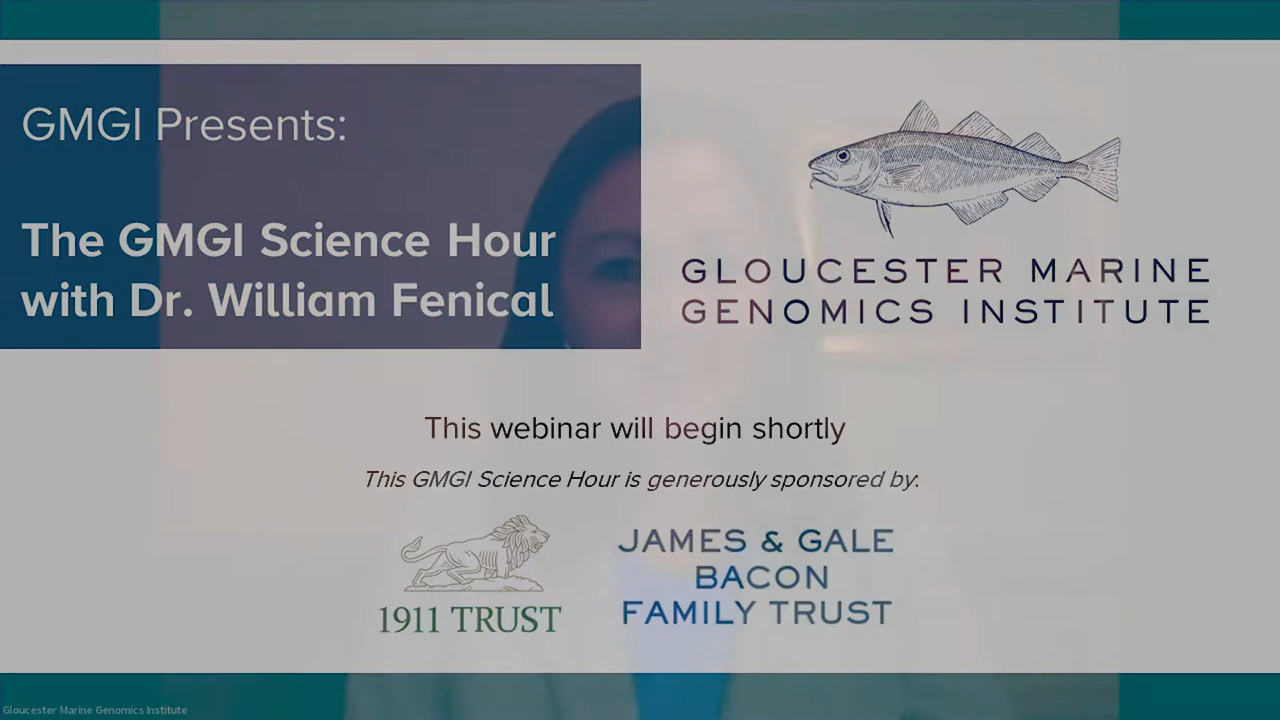 GMGI Presents:
The GMGI Science Hour
with Dr. William Fenical
GLOUCESTER MARINE
GENOMICS INSTITUTE
This webinar will begin shortly
This GMGI Science Hour is generously sponsored by:
1911 TRUST
JAMES & GALE
BACON
FAMILY TRUST
Gloucester Marine Genomics Institute